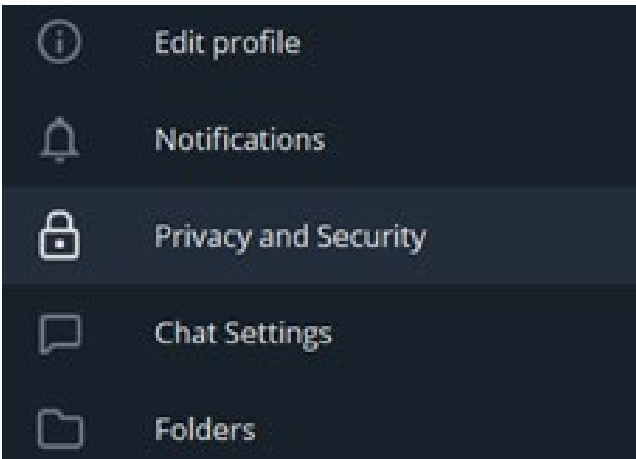 Edit profile
Notifications
Privacy and Security
Chat Settings
Folders